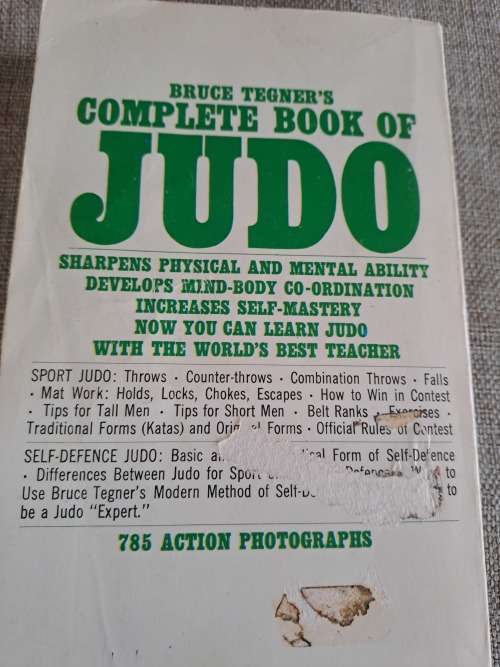 BRUCE TEGNER'S
COMPLETE BOOK OF
JUDO
SHARPENS PHYSICAL AND MENTAL ABILITY
DEVELOPS MIND-BODY CO-ORDINATION
INCREASES SELF-MASTERY
NOW YOU CAN LEARN JUDO
WITH THE WORLD'S BEST TEACHER
SPORT JUDO: Throws · Counter-throws · Combination Throws · Falls
· Mat Work: Holds, Locks, Chokes, Escapes · How to Win in Contest
· Tips for Tall Men · Tips for Short Men · Belt Ranks · Exercises ·
Traditional Forms (Katas) and Forms · Official Rules of Contest
SELF-DEFENCE JUDO: Basic Form of Self-Defence
· Differences Between Judo for Sport to
Use Bruce Tegner's Modern Method of to
be a Judo "Expert."
785 ACTION PHOTOGRAPHS